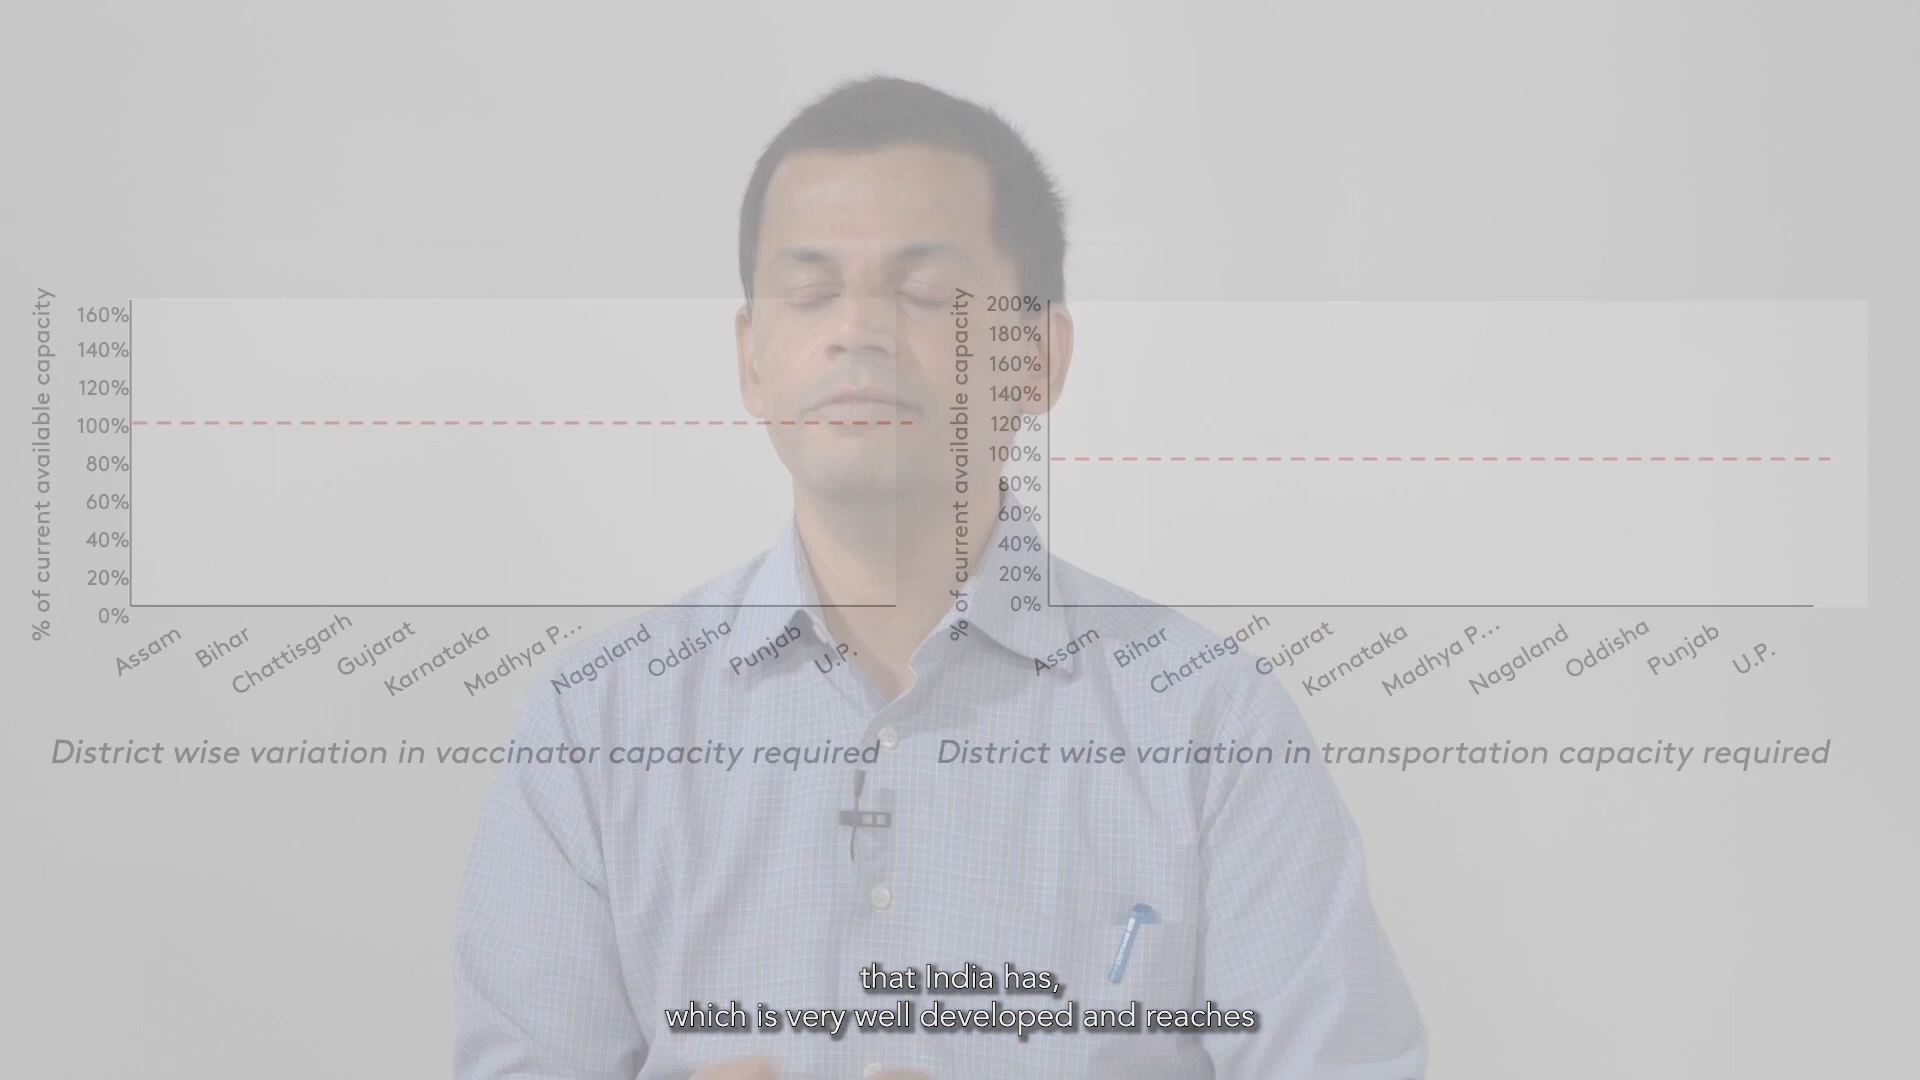 % of current available capacity
160%
140%
120%
100%
80%
60%
40%
20%
0%
Assam
Bihar
Chattisgarh
Gujarat
Karnataka
Madhya P...
Nagaland
Oddisha
Punjab
U.P.
District wise variation in vaccinator capacity required
% of current available capacity
200%
180%
160%
140%
120%
100%
80%
60%
40%
20%
0%
Assam
Bihar
Chattisgarh
Gujarat
Karnataka
Madhya P...
Nagaland
Oddisha
Punjab
U.P.
District wise variation in transportation capacity required
that India has,
which is very well developed and reaches